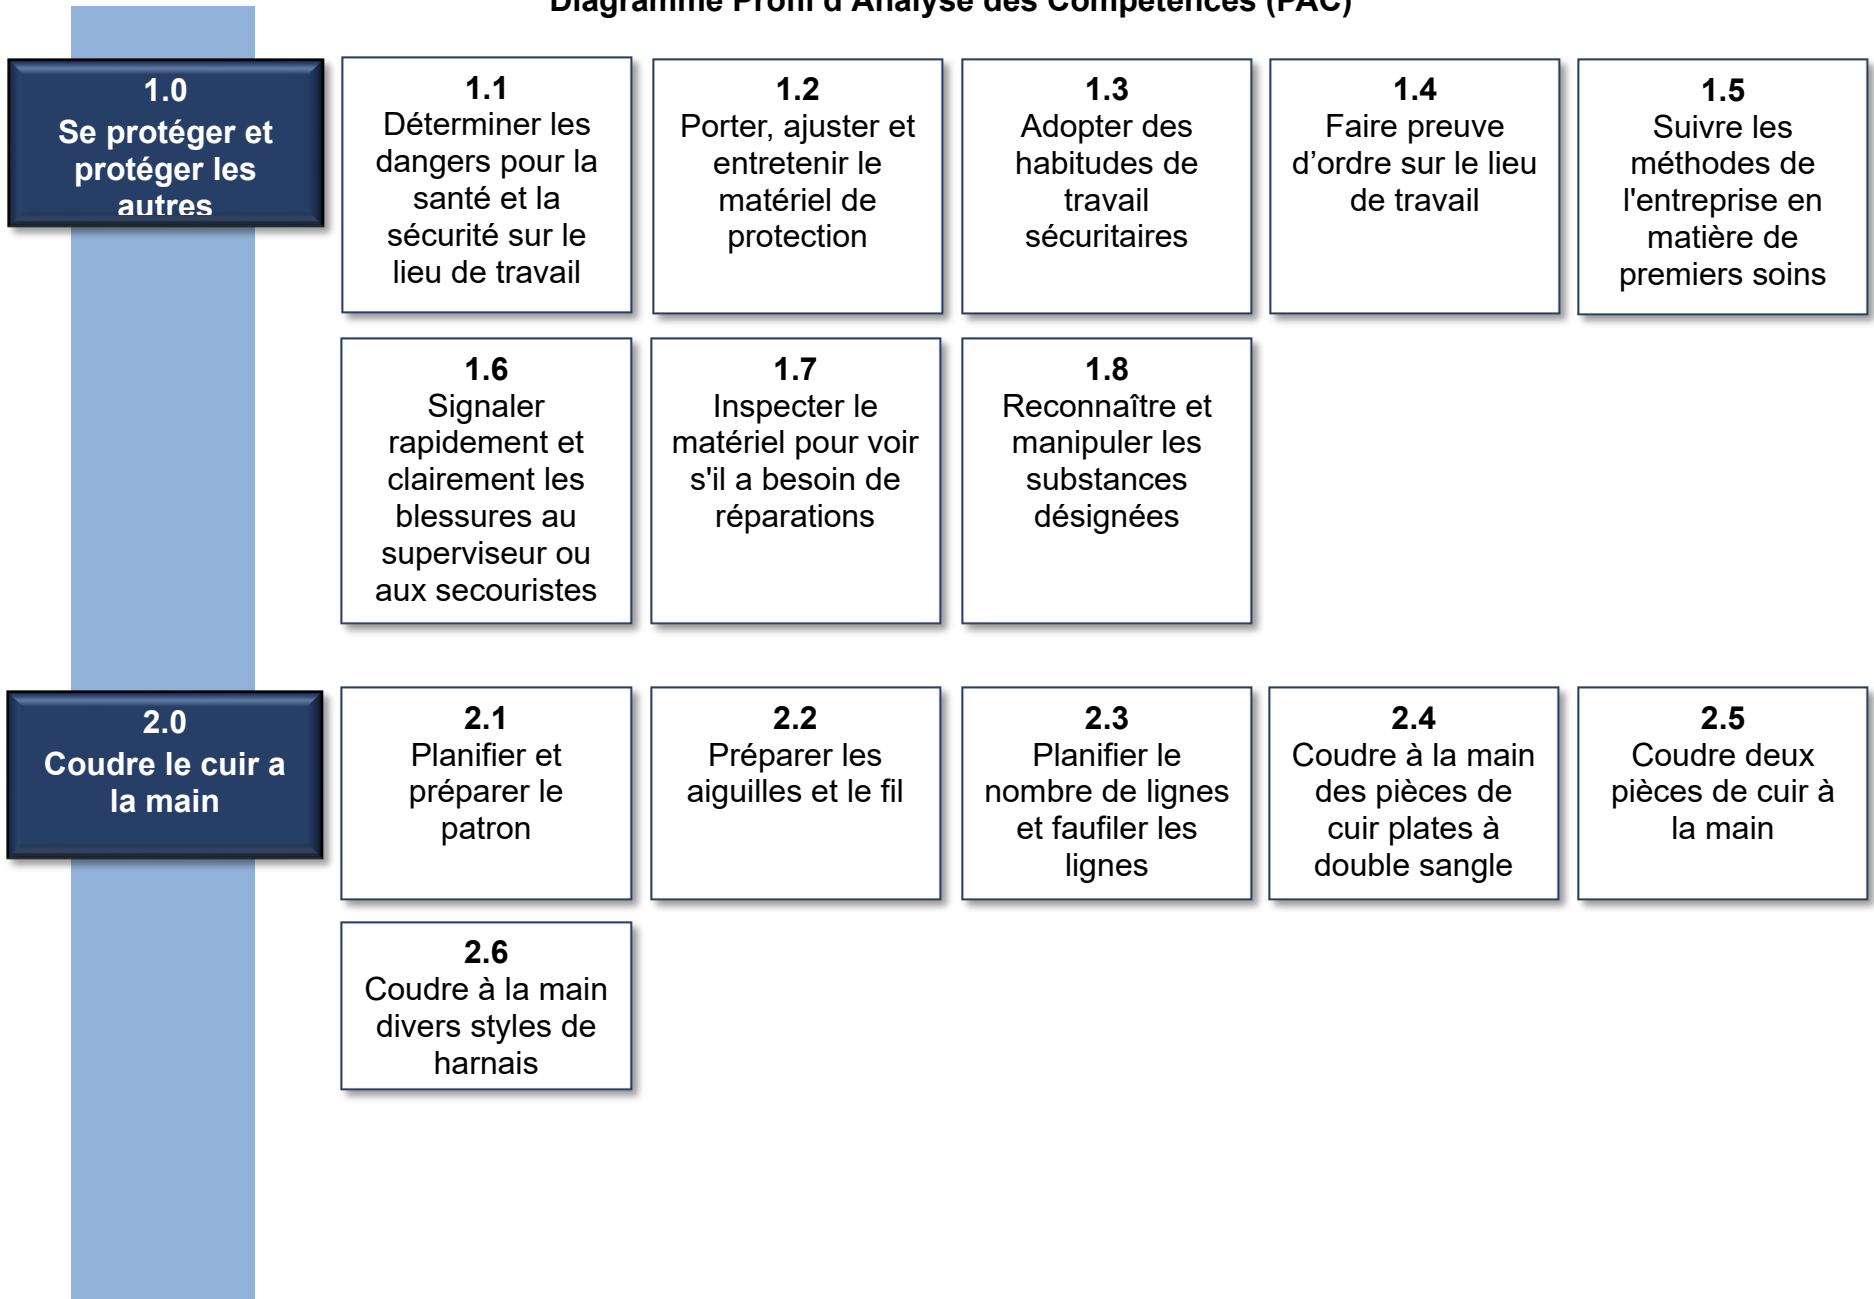 Diagramme Profil d'Analyse des Compétences (PAC)
1.0
Se protéger et
protéger les
autres
1.1
Déterminer les
dangers pour la
santé et la
sécurité sur le
lieu de travail
1.2
Porter, ajuster et
entretenir le
matériel de
protection
1.3
Adopter des
habitudes de
travail
sécuritaires
1.4
Faire preuve
d’ordre sur le lieu
de travail
1.5
Suivre les
méthodes de
l'entreprise en
matière de
premiers soins
1.6
Signaler
rapidement et
clairement les
blessures au
superviseur ou
aux secouristes
1.7
Inspecter le
matériel pour voir
s'il a besoin de
réparations
1.8
Reconnaître et
manipuler les
substances
désignées
2.0
Coudre le cuir a
la main
2.1
Planifier et
préparer le
patron
2.2
Préparer les
aiguilles et le fil
2.3
Planifier le
nombre de lignes
et faufiler les
lignes
2.4
Coudre à la main
des pièces de
cuir plates à
double sangle
2.5
Coudre deux
pièces de cuir à
la main
2.6
Coudre à la main
divers styles de
harnais